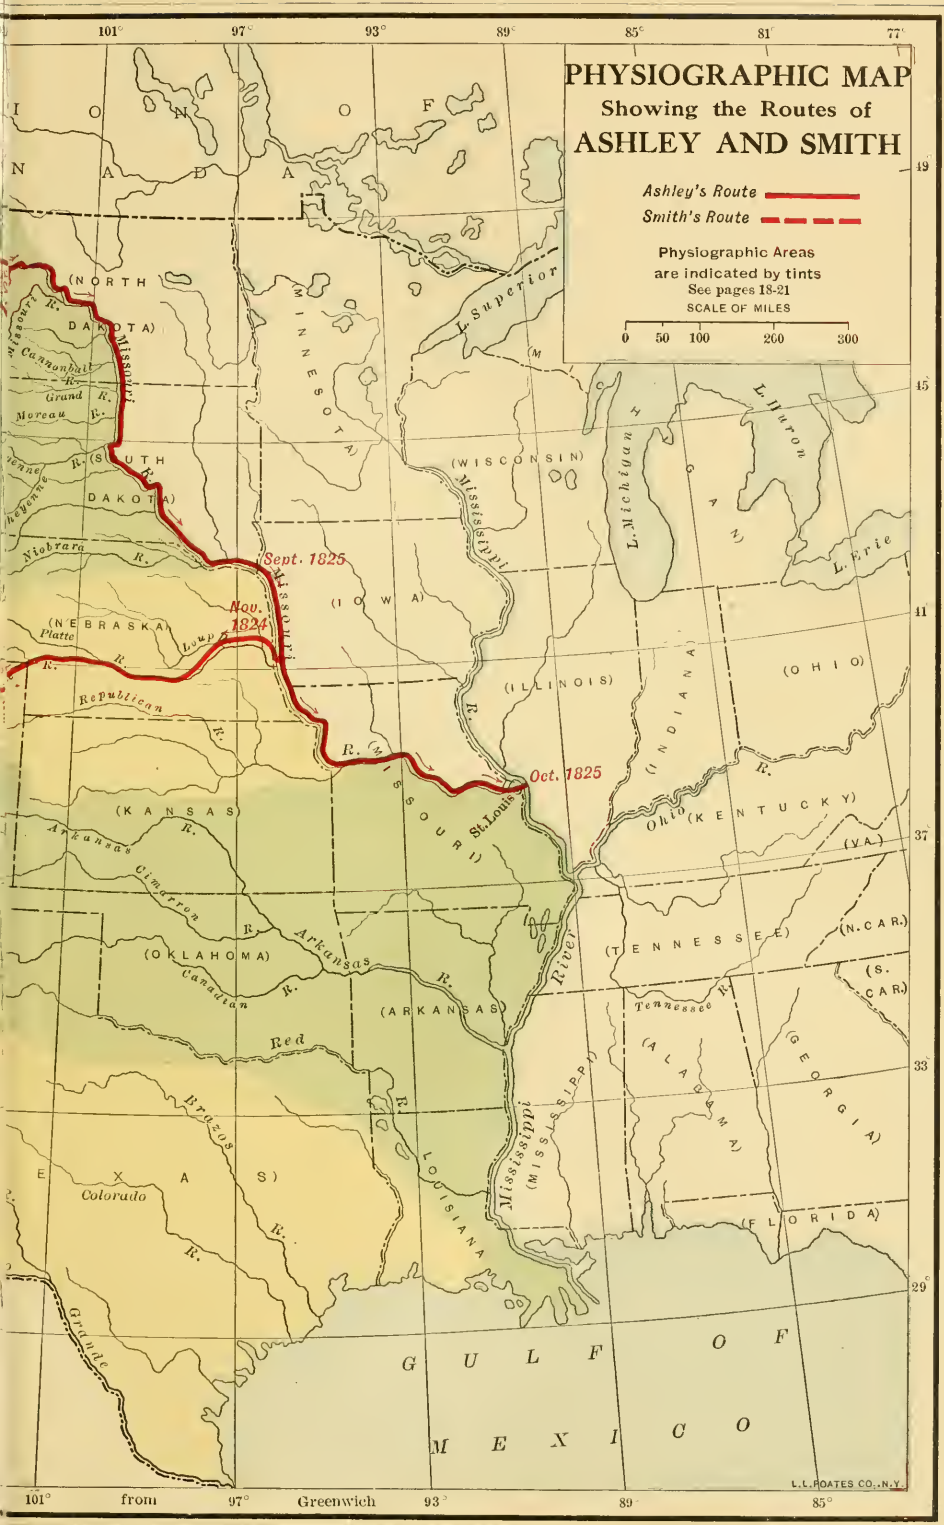 101° 97° 93° 89° 85° 81° 77°
PHYSIOGRAPHIC MAP
Showing the Routes of
ASHLEY AND SMITH
Ashley's Route
Smith's Route
Physiographic Areas
are indicated by tints
See pages 18-21
SCALE OF MILES
0 50 100 200 300
I O N O F
N A D A
49°
L. Superior
(NORTH
DAKOTA)
Missouri
R.
Missouri
Cannonball
R.
Grand R.
Moreau R.
MINNESOTA)
(M
I
C
H
I
G
A
N)
45°
L. Huron
L. Michigan
(WISCONSIN)
R. (SOUTH
R.
DAKOTA)
heyenne
Mississippi
L. Erie
Niobrara R.
Sept. 1825
Missouri
(IOWA)
Nov.
1824
41°
(NEBRASKA)
Platte
Loup R.
R. R.
(OHIO)
(ILLINOIS)
(INDIANA)
Republican
R.
R.
R.
(MISSOURI)
Oct. 1825
St. Louis
R.
Ohio
(KENTUCKY)
(KANSAS)
Arkansas
R.
37°
(VA.)
Cimarron
R.
Arkansas
(N. CAR.)
(TENNESSEE)
River
(OKLAHOMA)
Canadian
R.
R.
(S.
CAR.)
Tennessee R.
(ARKANSAS)
Red
R.
(ALABAMA)
(GEORGIA)
33°
Brazos
R.
Mississippi
(MISSISSIPPI)
LOUISIANA
E X A S)
Colorado
R.
(FLORIDA)
29°
Grande
GULF OF
MEXICO
L.L. POATES CO., N.Y.
101° from 97° Greenwich 93° 89° 85°